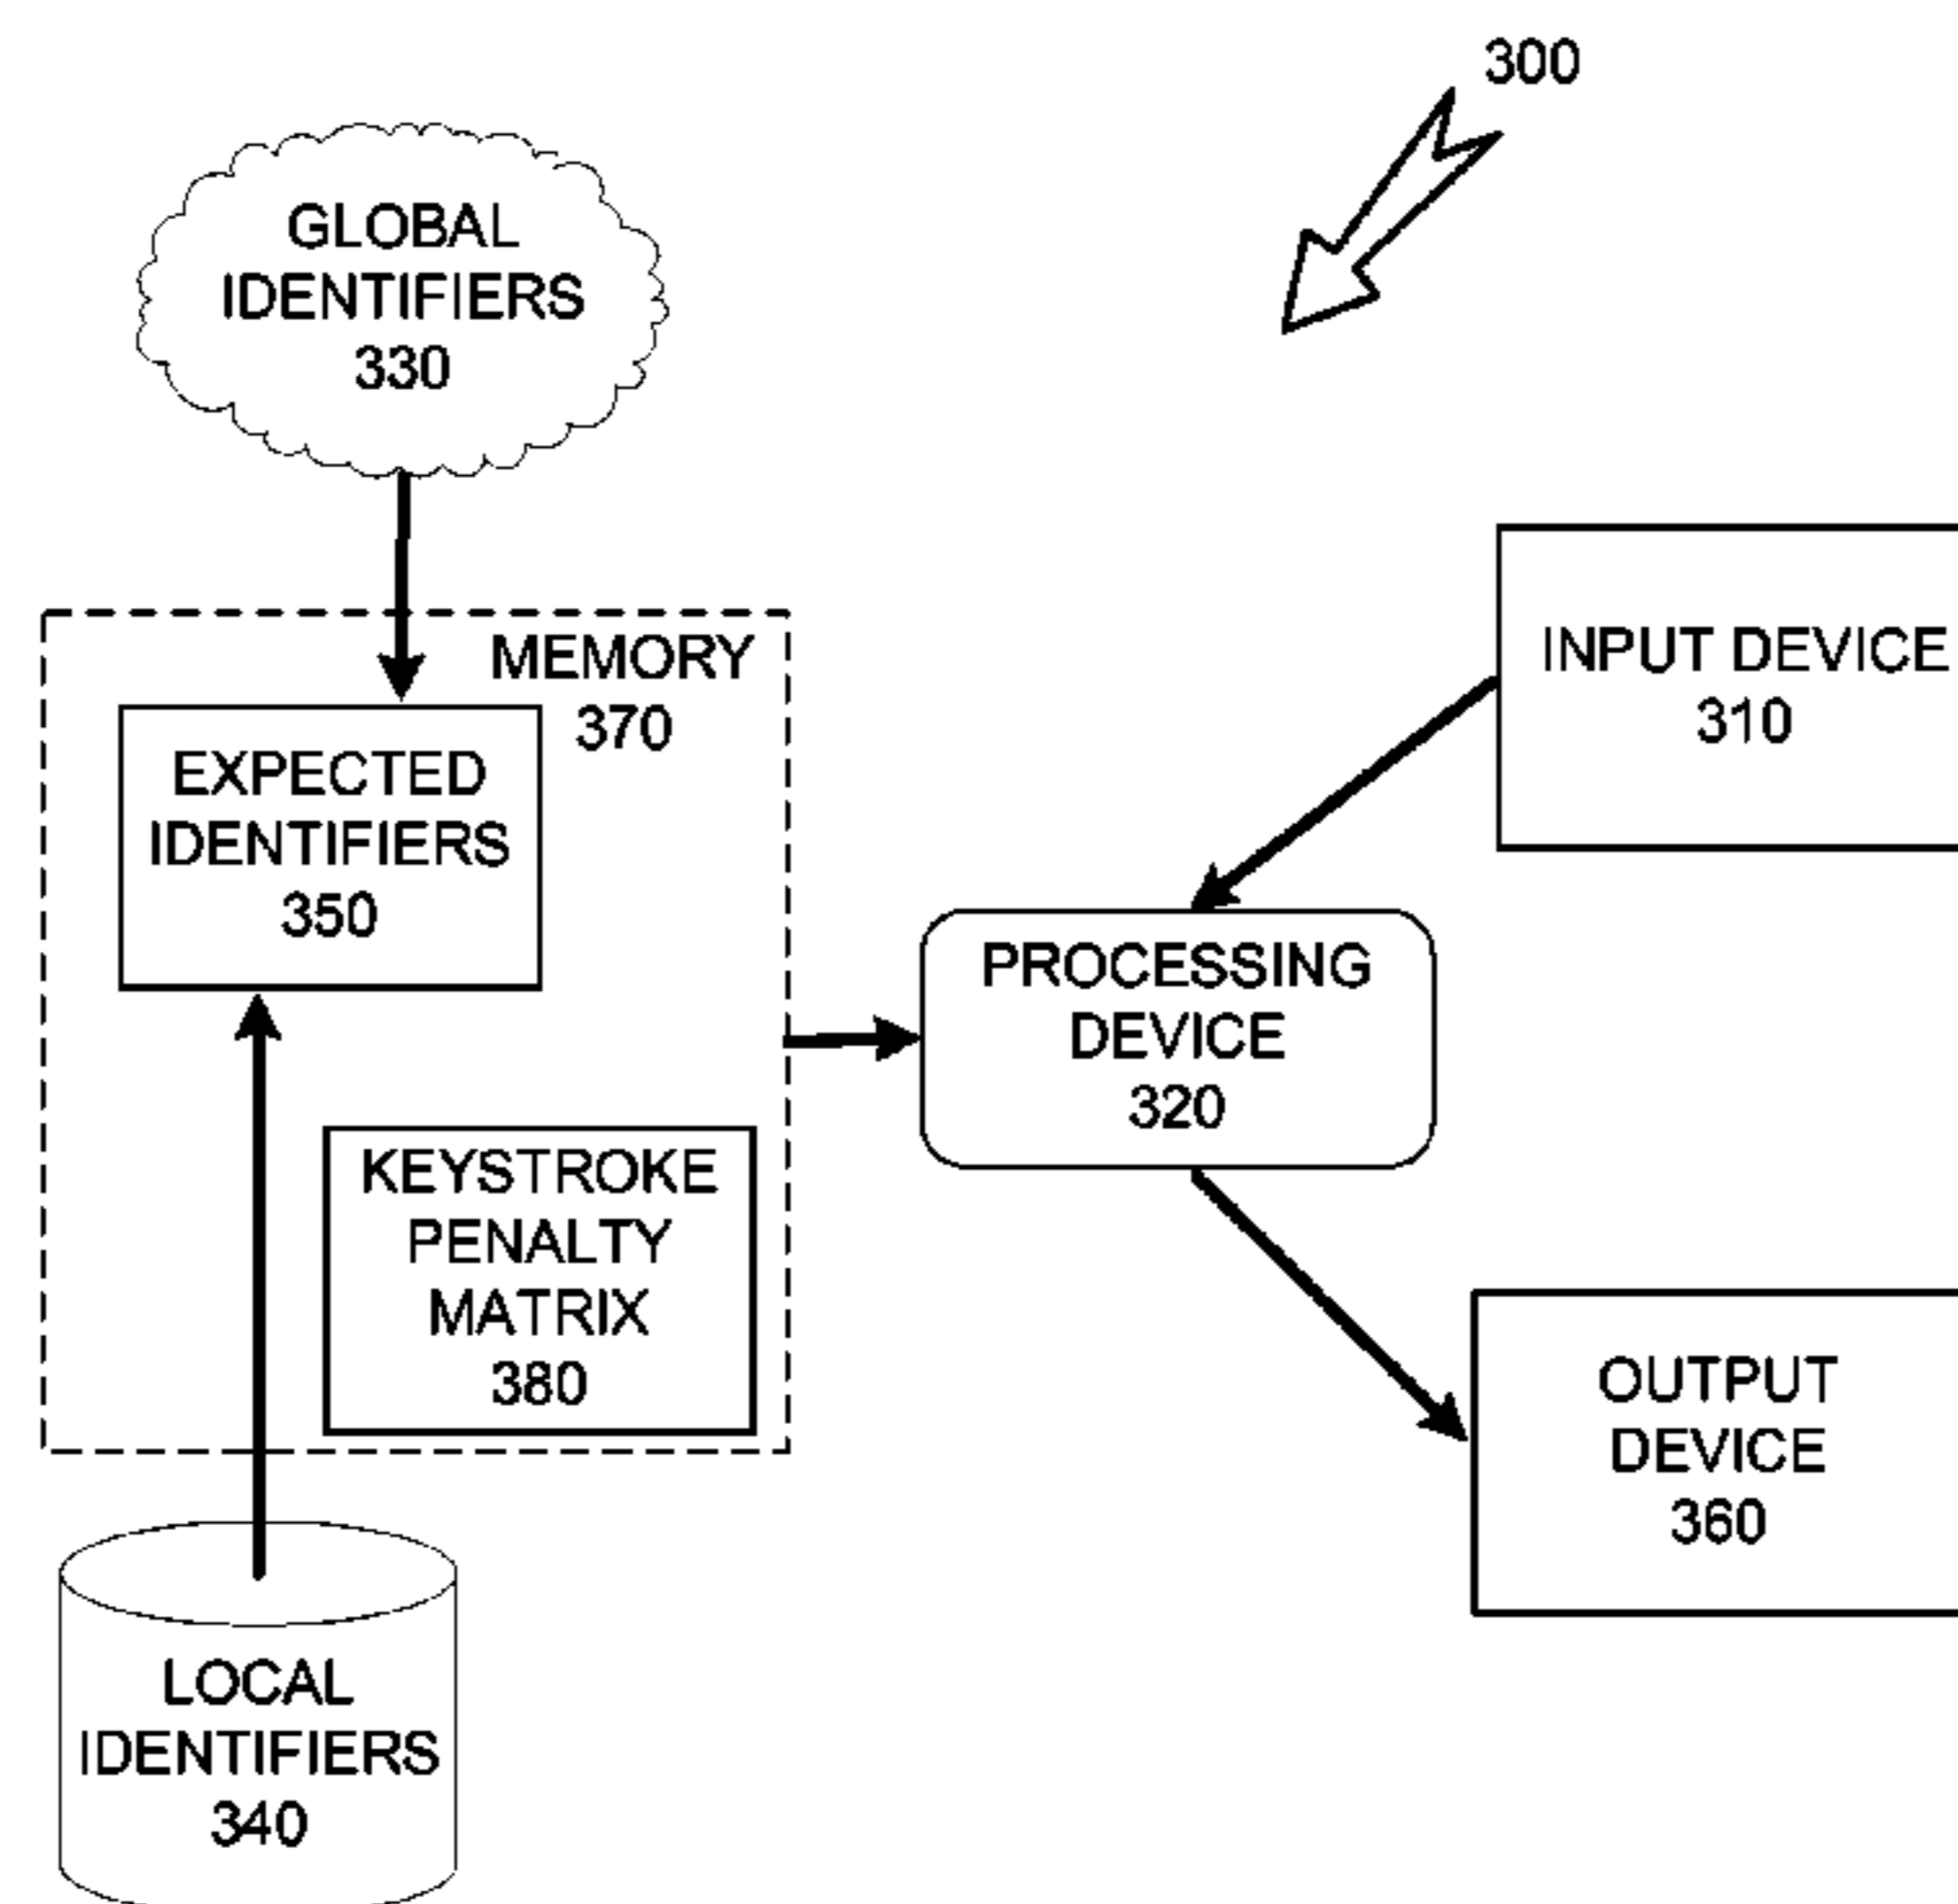 300
GLOBAL
IDENTIFIERS
330
MEMORY
370
EXPECTED
IDENTIFIERS
350
INPUT DEVICE
310
PROCESSING
DEVICE
320
KEYSTROKE
PENALTY
MATRIX
380
OUTPUT
DEVICE
360
LOCAL
IDENTIFIERS
340